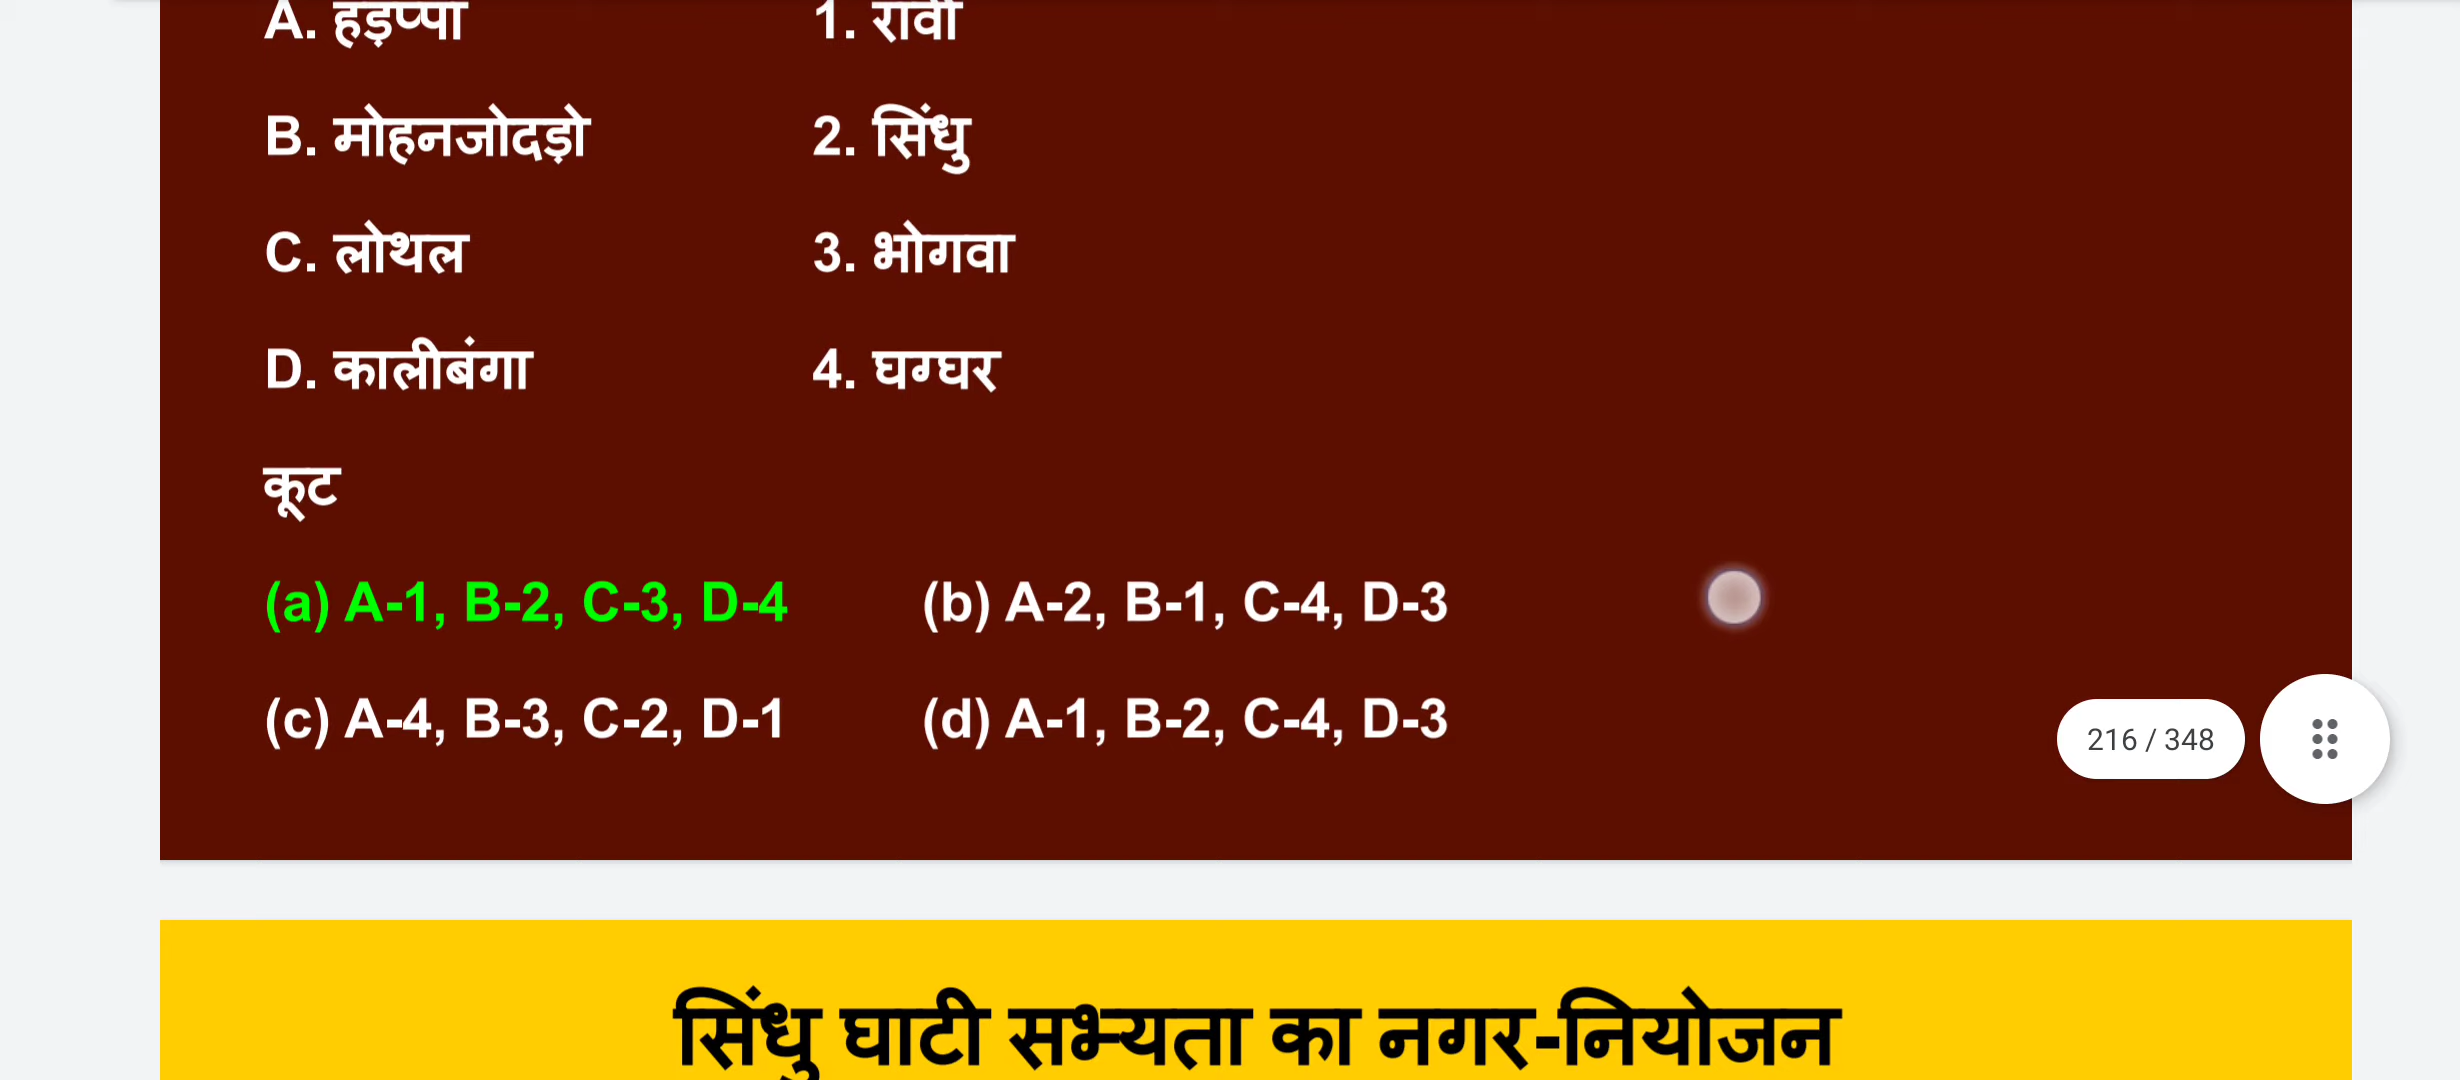 A. हड़प्पा 1. रावी
B. मोहनजोदड़ो 2. सिंधु
C. लोथल 3. भोगवा
D. कालीबंगा 4. घग्घर
कूट
(a) A-1, B-2, C-3, D-4 (b) A-2, B-1, C-4, D-3
(c) A-4, B-3, C-2, D-1 (d) A-1, B-2, C-4, D-3
216 / 348
सिंधु घाटी सभ्यता का नगर-नियोजन